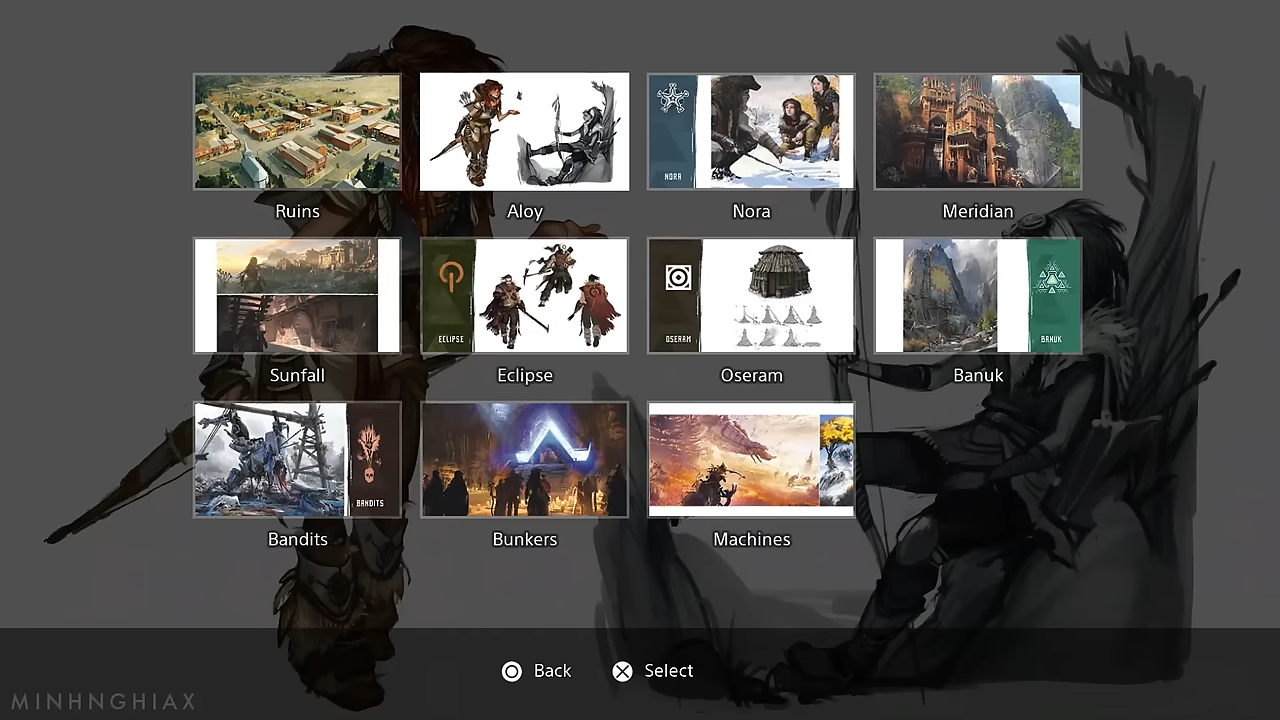 NORA
Ruins
Aloy
Nora
Meridian
ECLIPSE
OSERAM
BANUK
Sunfall
Eclipse
Oseram
Banuk
BANDITS
Bandits
Bunkers
Machines
Back
Select
MINHNGHIAX